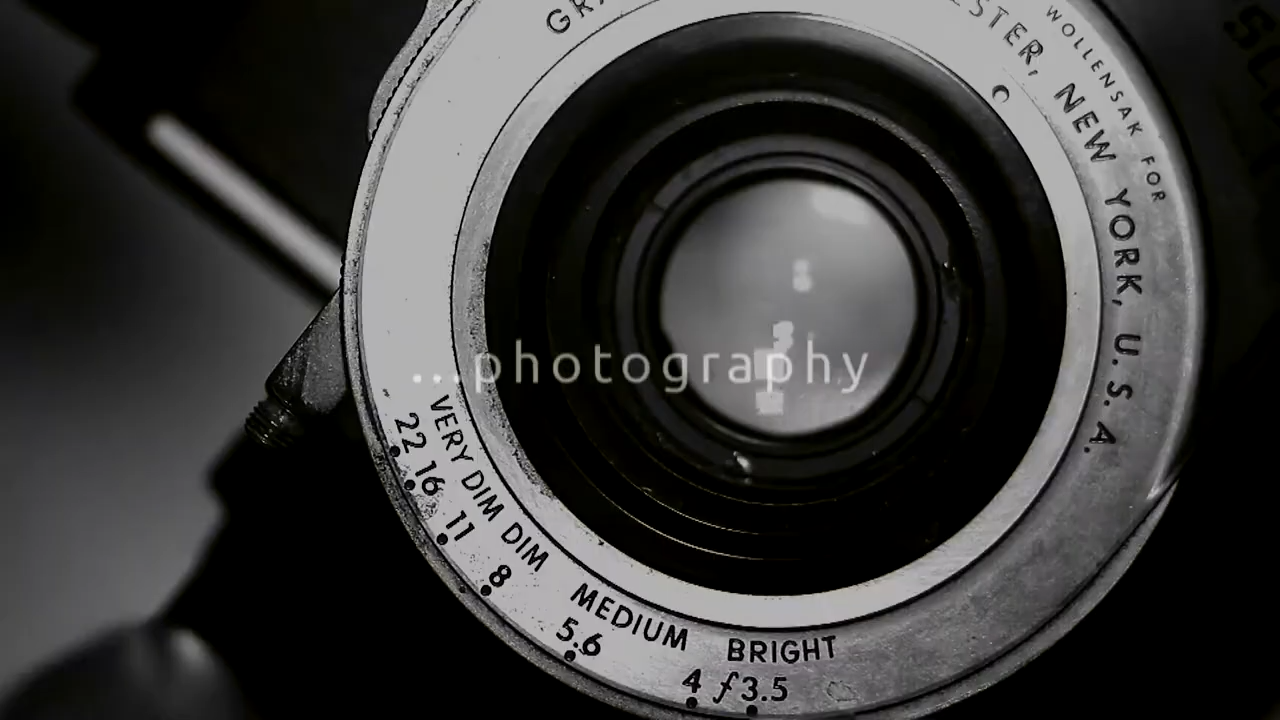 WOLLENSAK FOR
NEW YORK, U.S.A.
...photography
VERY DIM DIM MEDIUM BRIGHT
22 16 11 8 5.6 4 f3.5